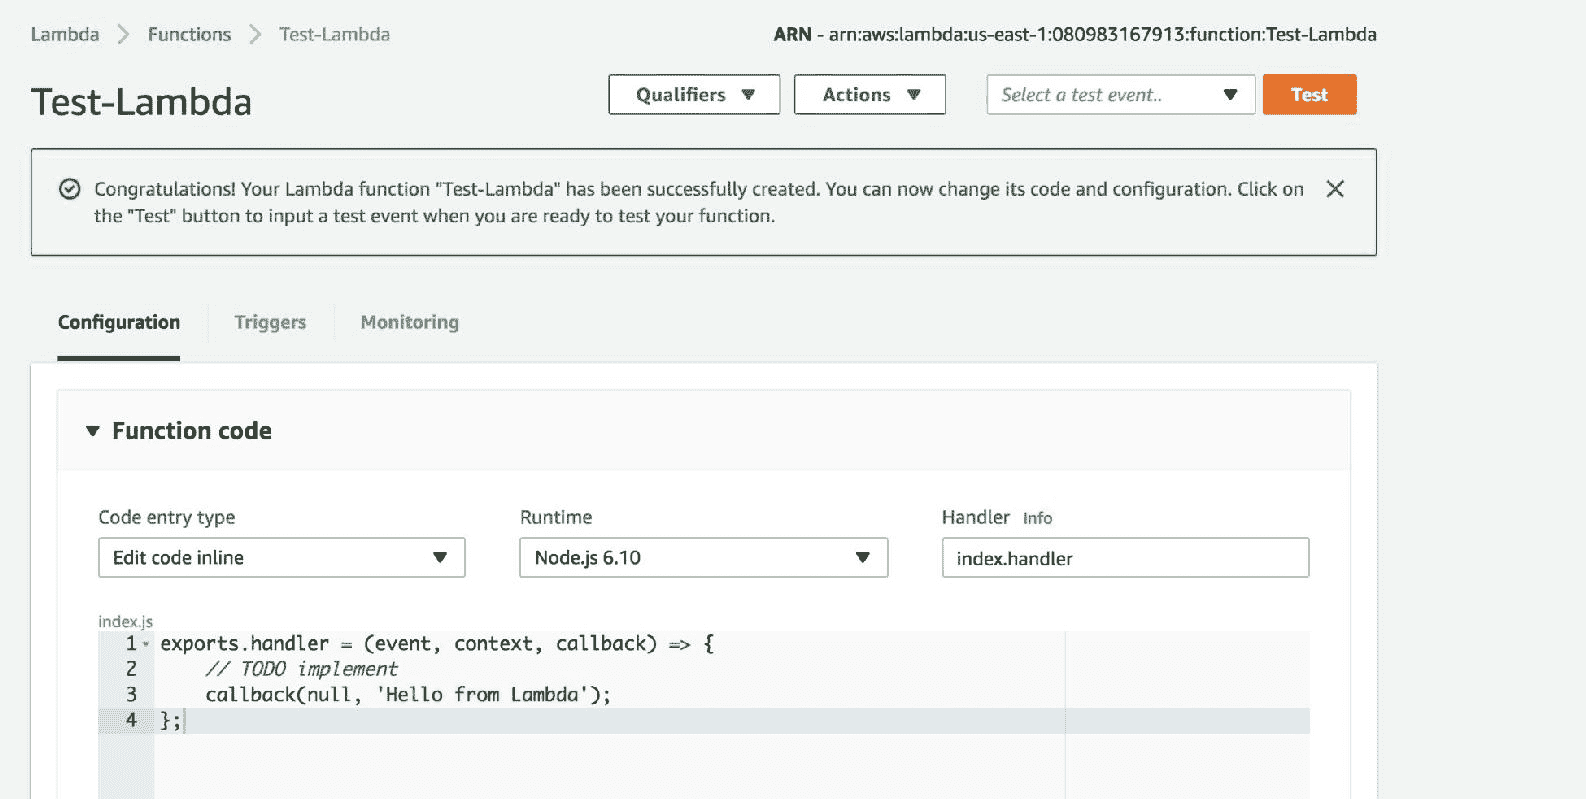 Lambda > Functions > Test-Lambda
ARN - arn:aws:lambda:us-east-1:080983167913:function:Test-Lambda
Test-Lambda
Qualifiers
Actions
Select a test event..
Test
Congratulations! Your Lambda function "Test-Lambda" has been successfully created. You can now change its code and configuration. Click on
the "Test" button to input a test event when you are ready to test your function.
Configuration
Triggers
Monitoring
Function code
Code entry type
Runtime
Handler Info
Edit code inline
Node.js 6.10
index.handler
index.js
1 exports.handler = (event, context, callback) => {
2     // TODO implement
3     callback(null, 'Hello from Lambda');
4 };